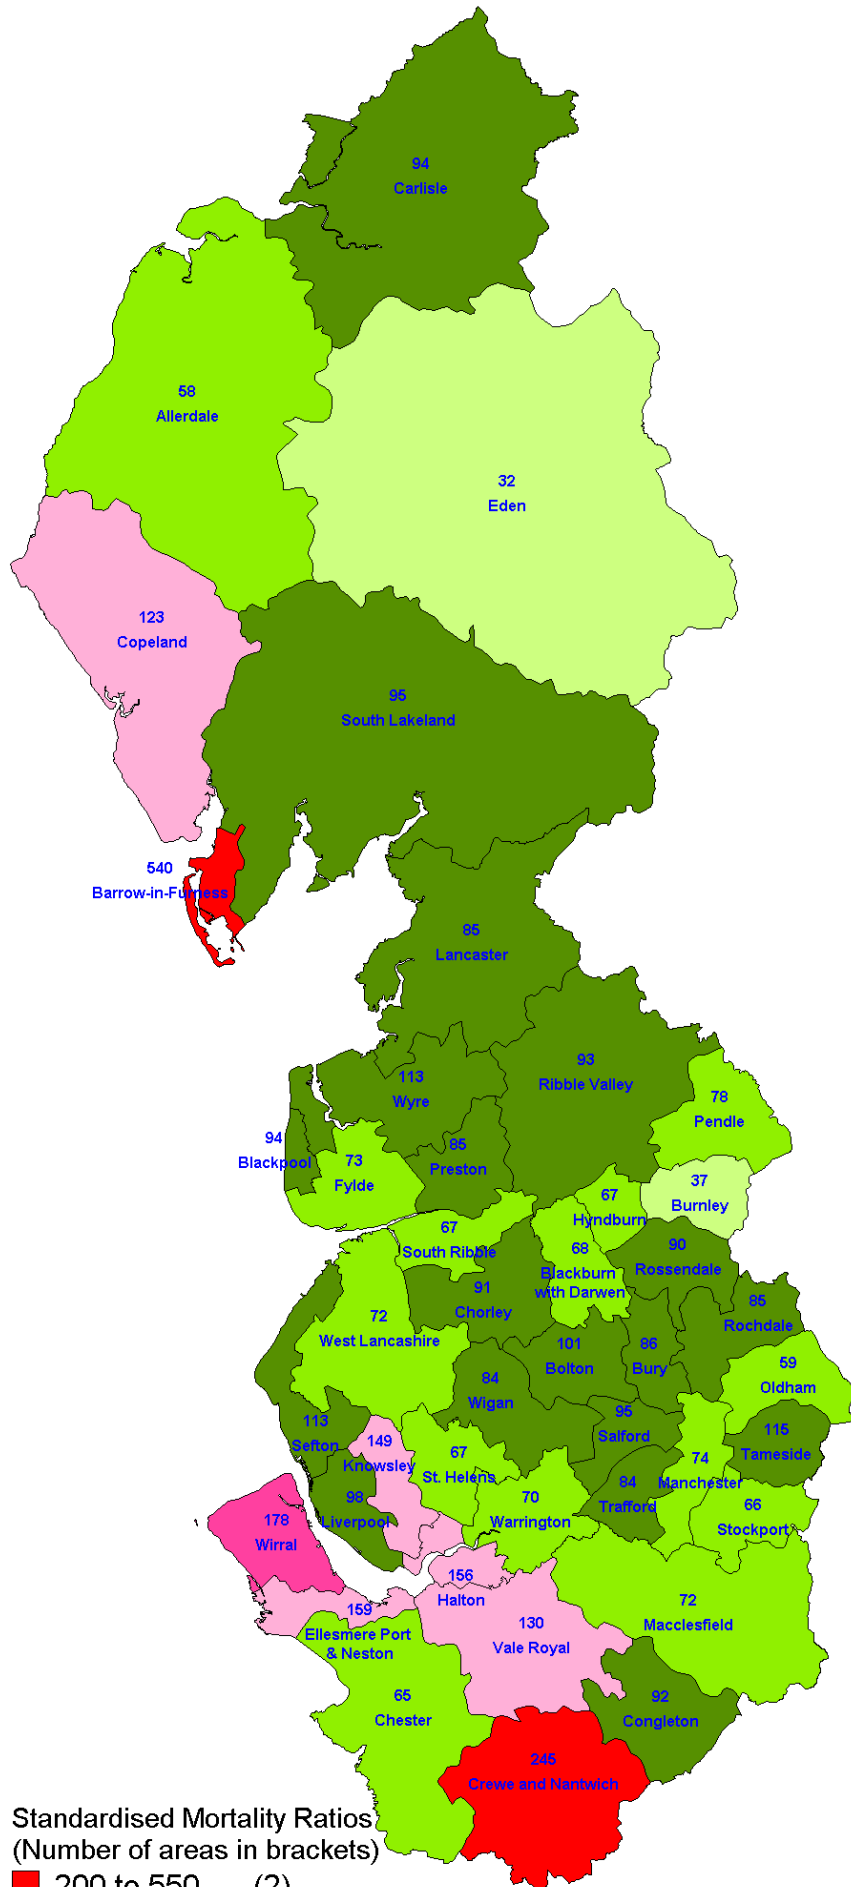 94
Carlisle
58
Allerdale
32
Eden
123
Copeland
95
South Lakeland
540
Barrow-in-Furness
85
Lancaster
93
Ribble Valley
113
Wyre
78
Pendle
94
Blackpool
73
Fylde
85
Preston
37
Burnley
67
Hyndburn
67
South Ribble
68
Blackburn
with Darwen
90
Rossendale
91
Chorley
85
Rochdale
72
West Lancashire
101
Bolton
86
Bury
59
Oldham
84
Wigan
113
Sefton
149
Knowsley
67
St. Helens
95
Salford
115
Tameside
74
Manchester
98
Liverpool
70
Warrington
84
Trafford
66
Stockport
178
Wirral
156
Halton
159
Ellesmere Port
& Neston
130
Vale Royal
72
Macclesfield
65
Chester
92
Congleton
245
Crewe and Nantwich
Standardised Mortality Ratios
(Number of areas in brackets)
200 to 550 (2)